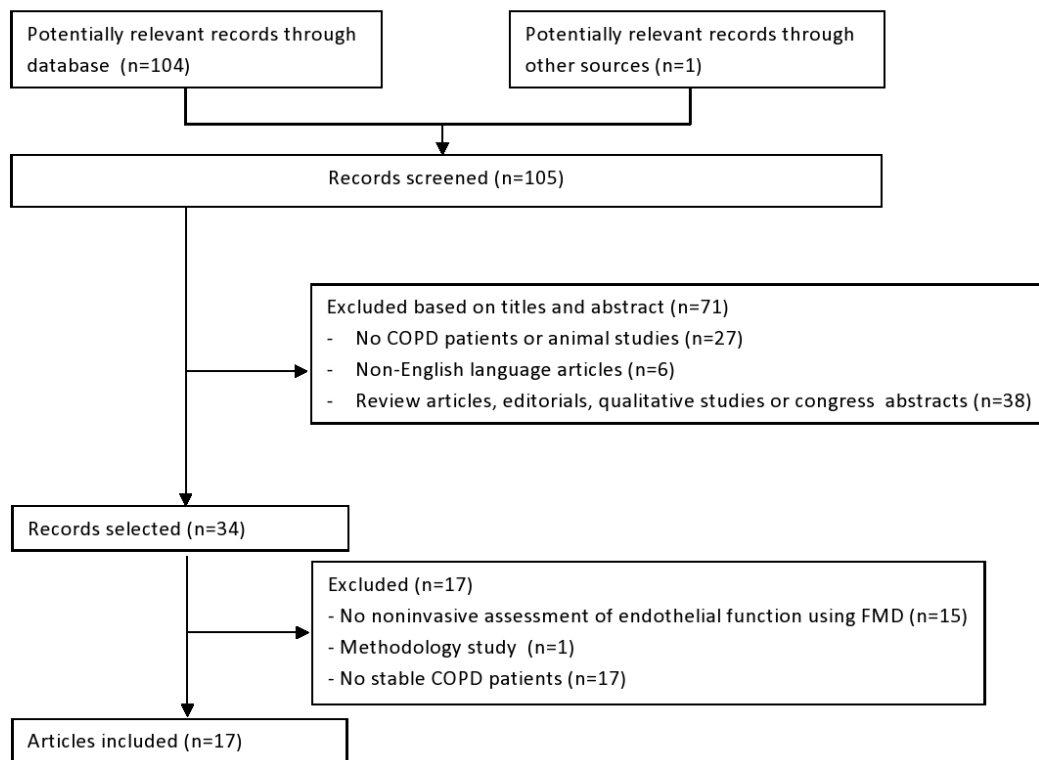 Potentially relevant records through
database (n=104)
Potentially relevant records through
other sources (n=1)
Records screened (n=105)
Excluded based on titles and abstract (n=71)
- No COPD patients or animal studies (n=27)
- Non-English language articles (n=6)
- Review articles, editorials, qualitative studies or congress abstracts (n=38)
Records selected (n=34)
Excluded (n=17)
- No noninvasive assessment of endothelial function using FMD (n=15)
- Methodology study (n=1)
- No stable COPD patients (n=17)
Articles included (n=17)